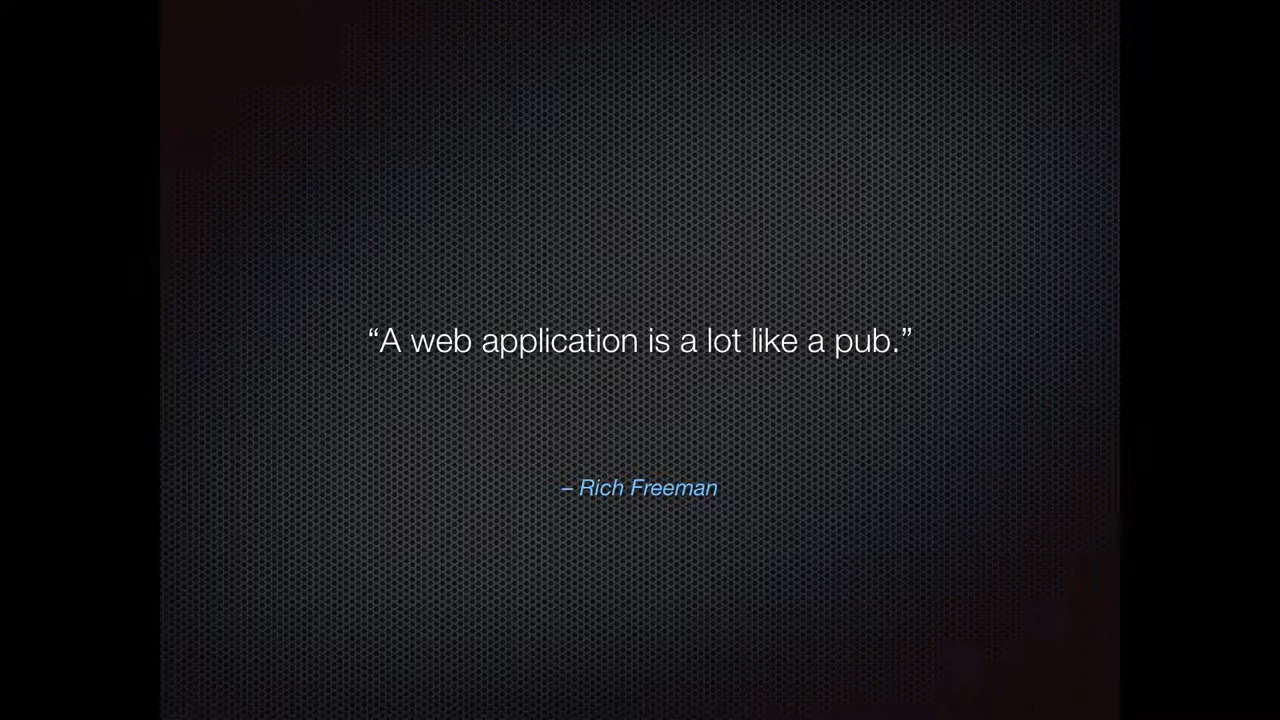 “A web application is a lot like a pub.”
– Rich Freeman